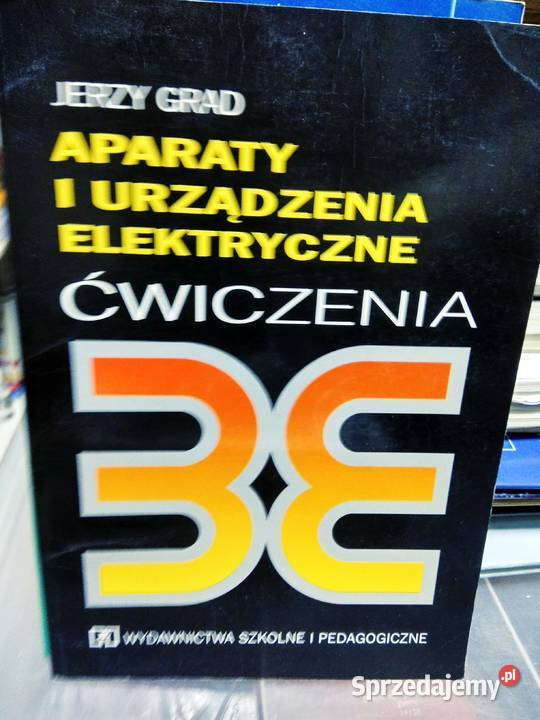 JERZY GRAD
APARATY
I URZĄDZENIA
ELEKTRYCZNE
ĆWICZENIA
WYDAWNICTWA SZKOLNE I PEDAGOGICZNE
Sprzedajemy.pl